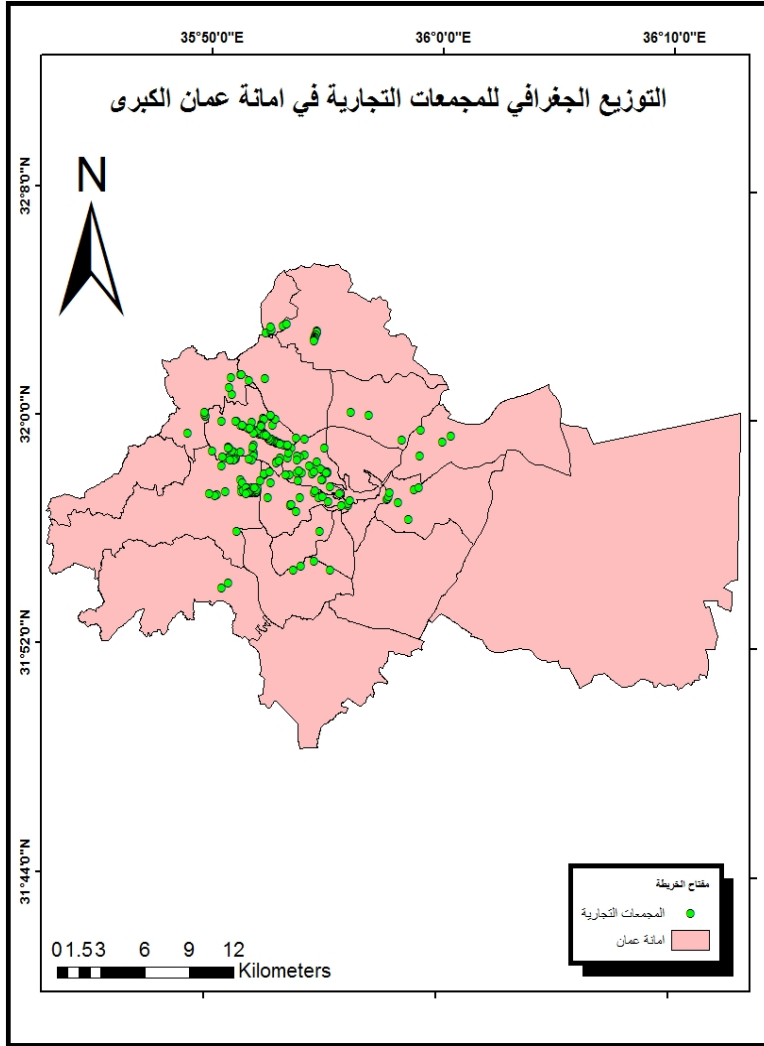 35°50'0"E 36°0'0"E 36°10'0"E
التوزيع الجغرافي للمجمعات التجارية في امانة عمان الكبرى
N
32°8'0"N
32°0'0"N
31°52'0"N
31°44'0"N
مفتاح الخريطة
المجمعات التجارية
امانة عمان
0 1.5 3 6 9 12
Kilometers